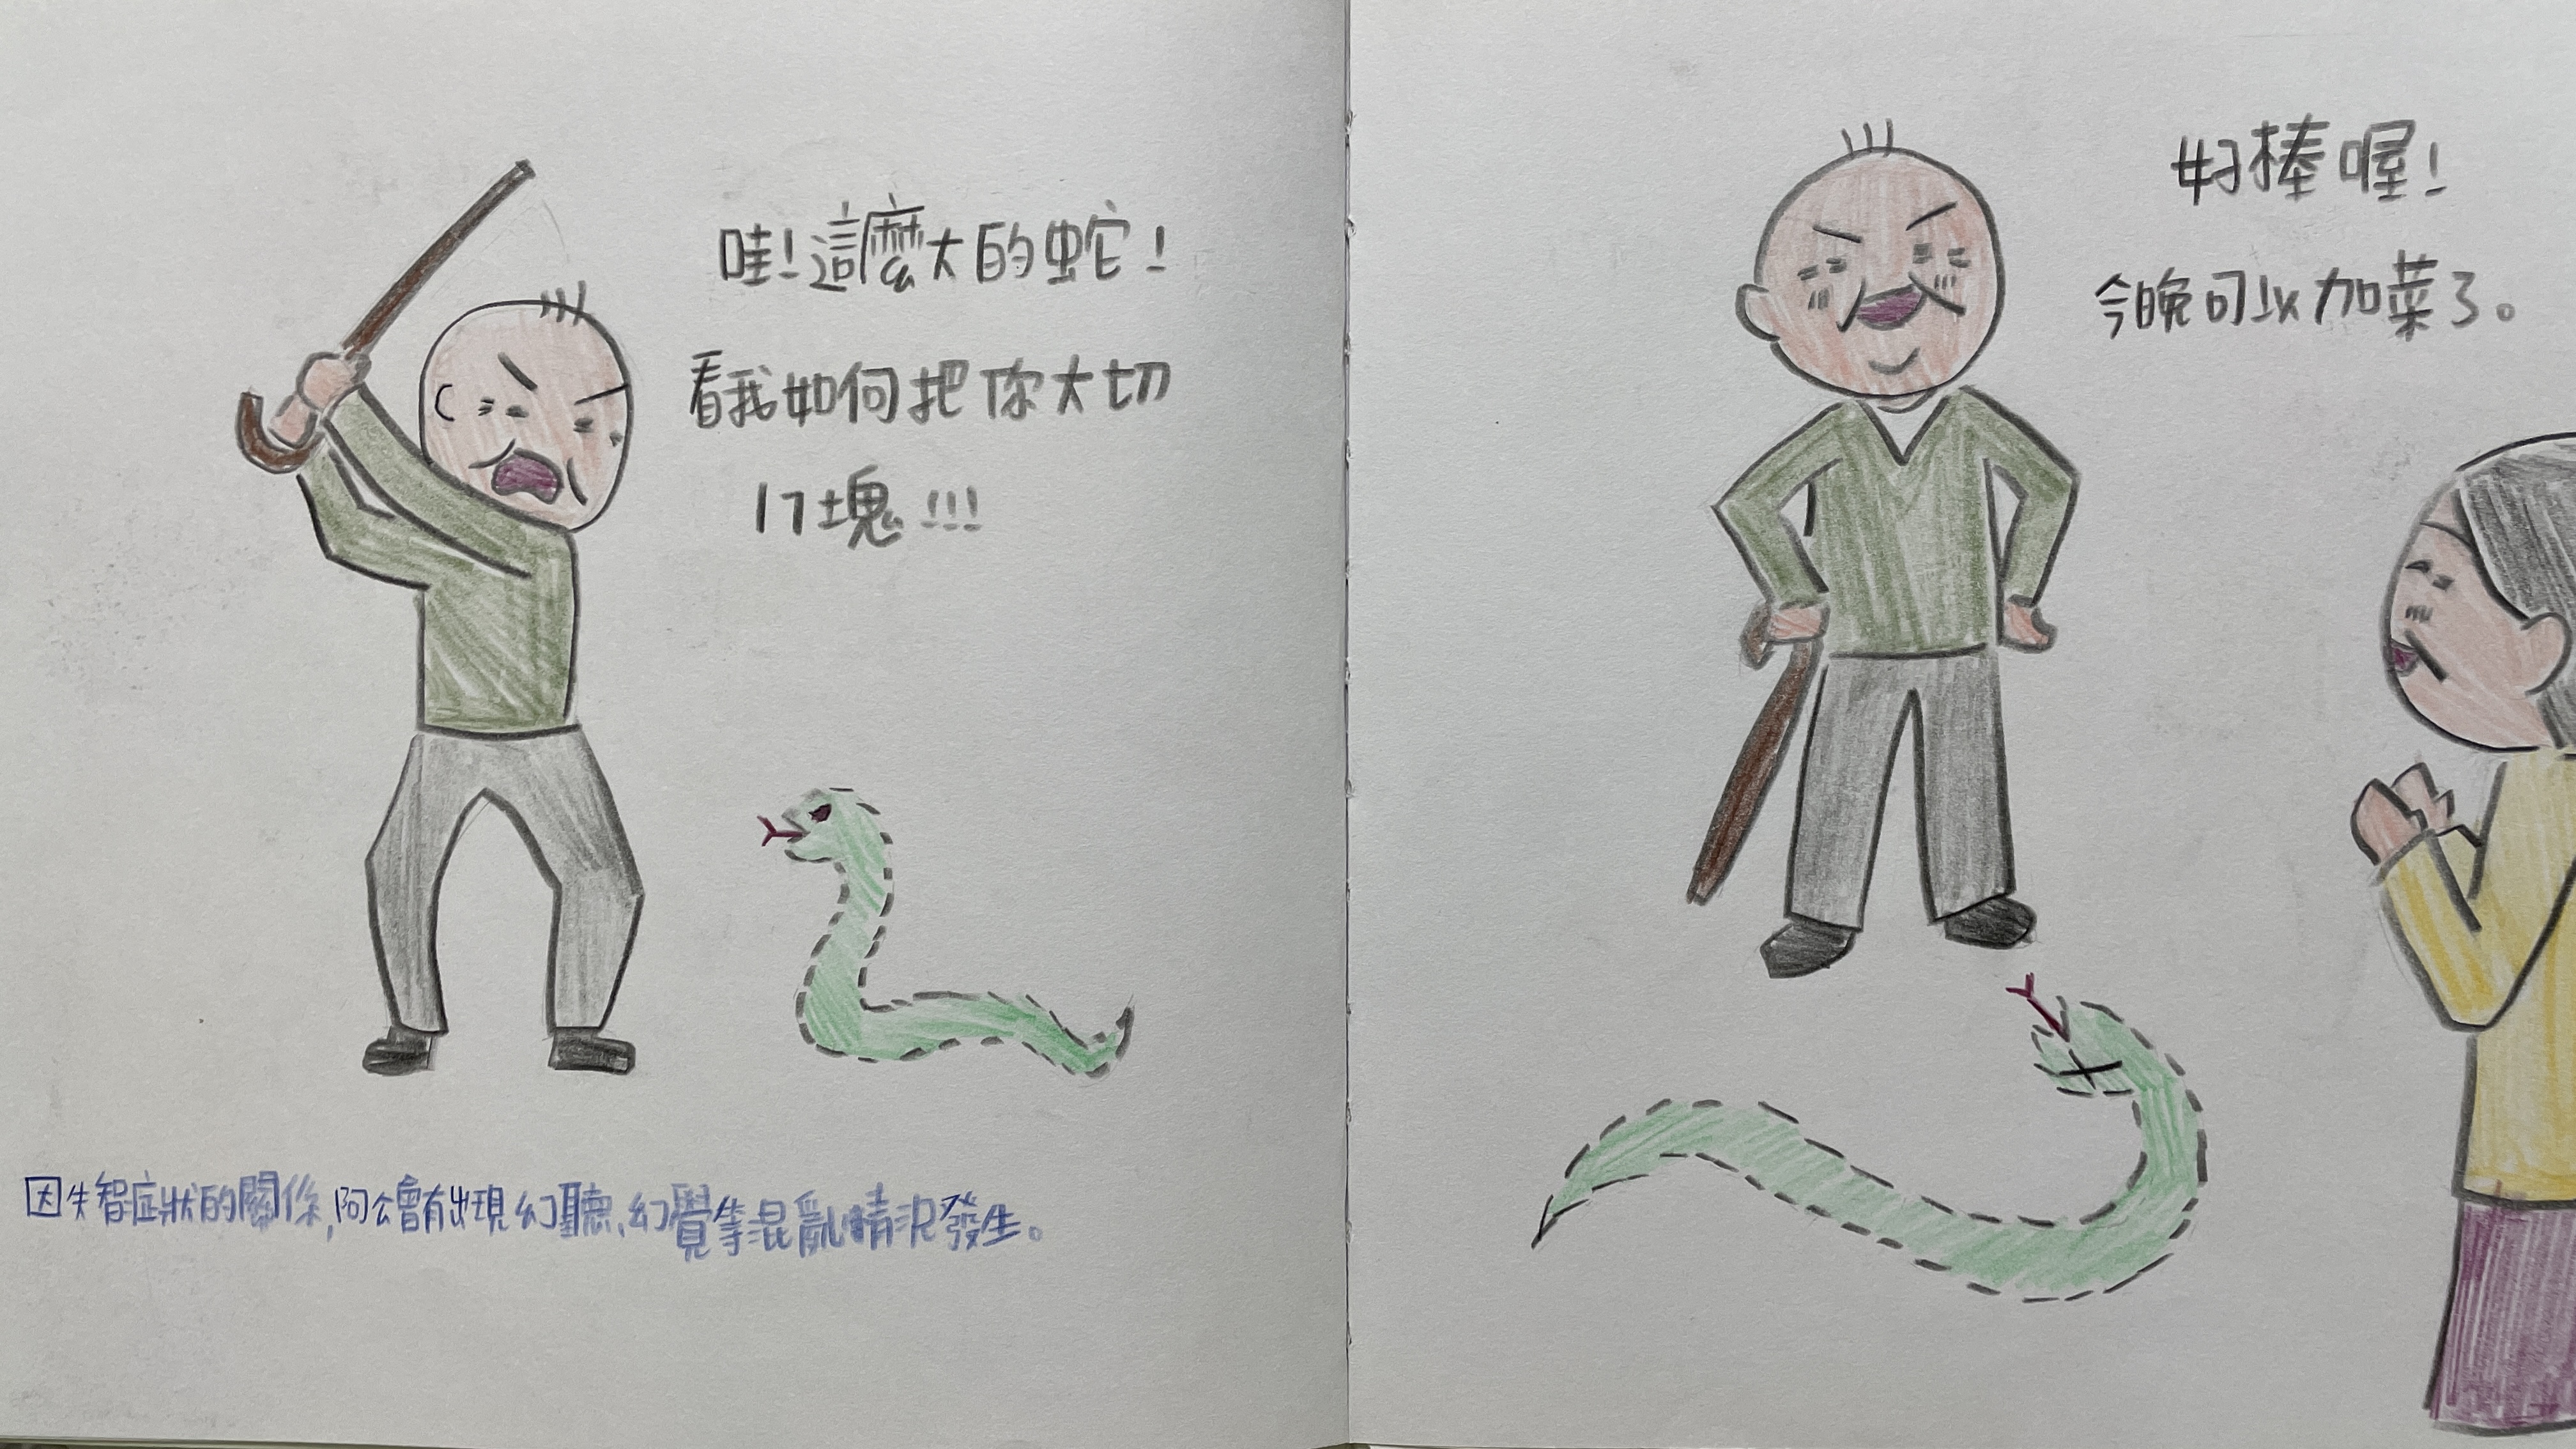 哇!這麼大的蛇!
看我如何把你大切
17塊!!!
因失智症狀的關係,阿公會有出現幻聽、幻覺等混亂情況發生。
好棒喔!
今晚可以加菜了。